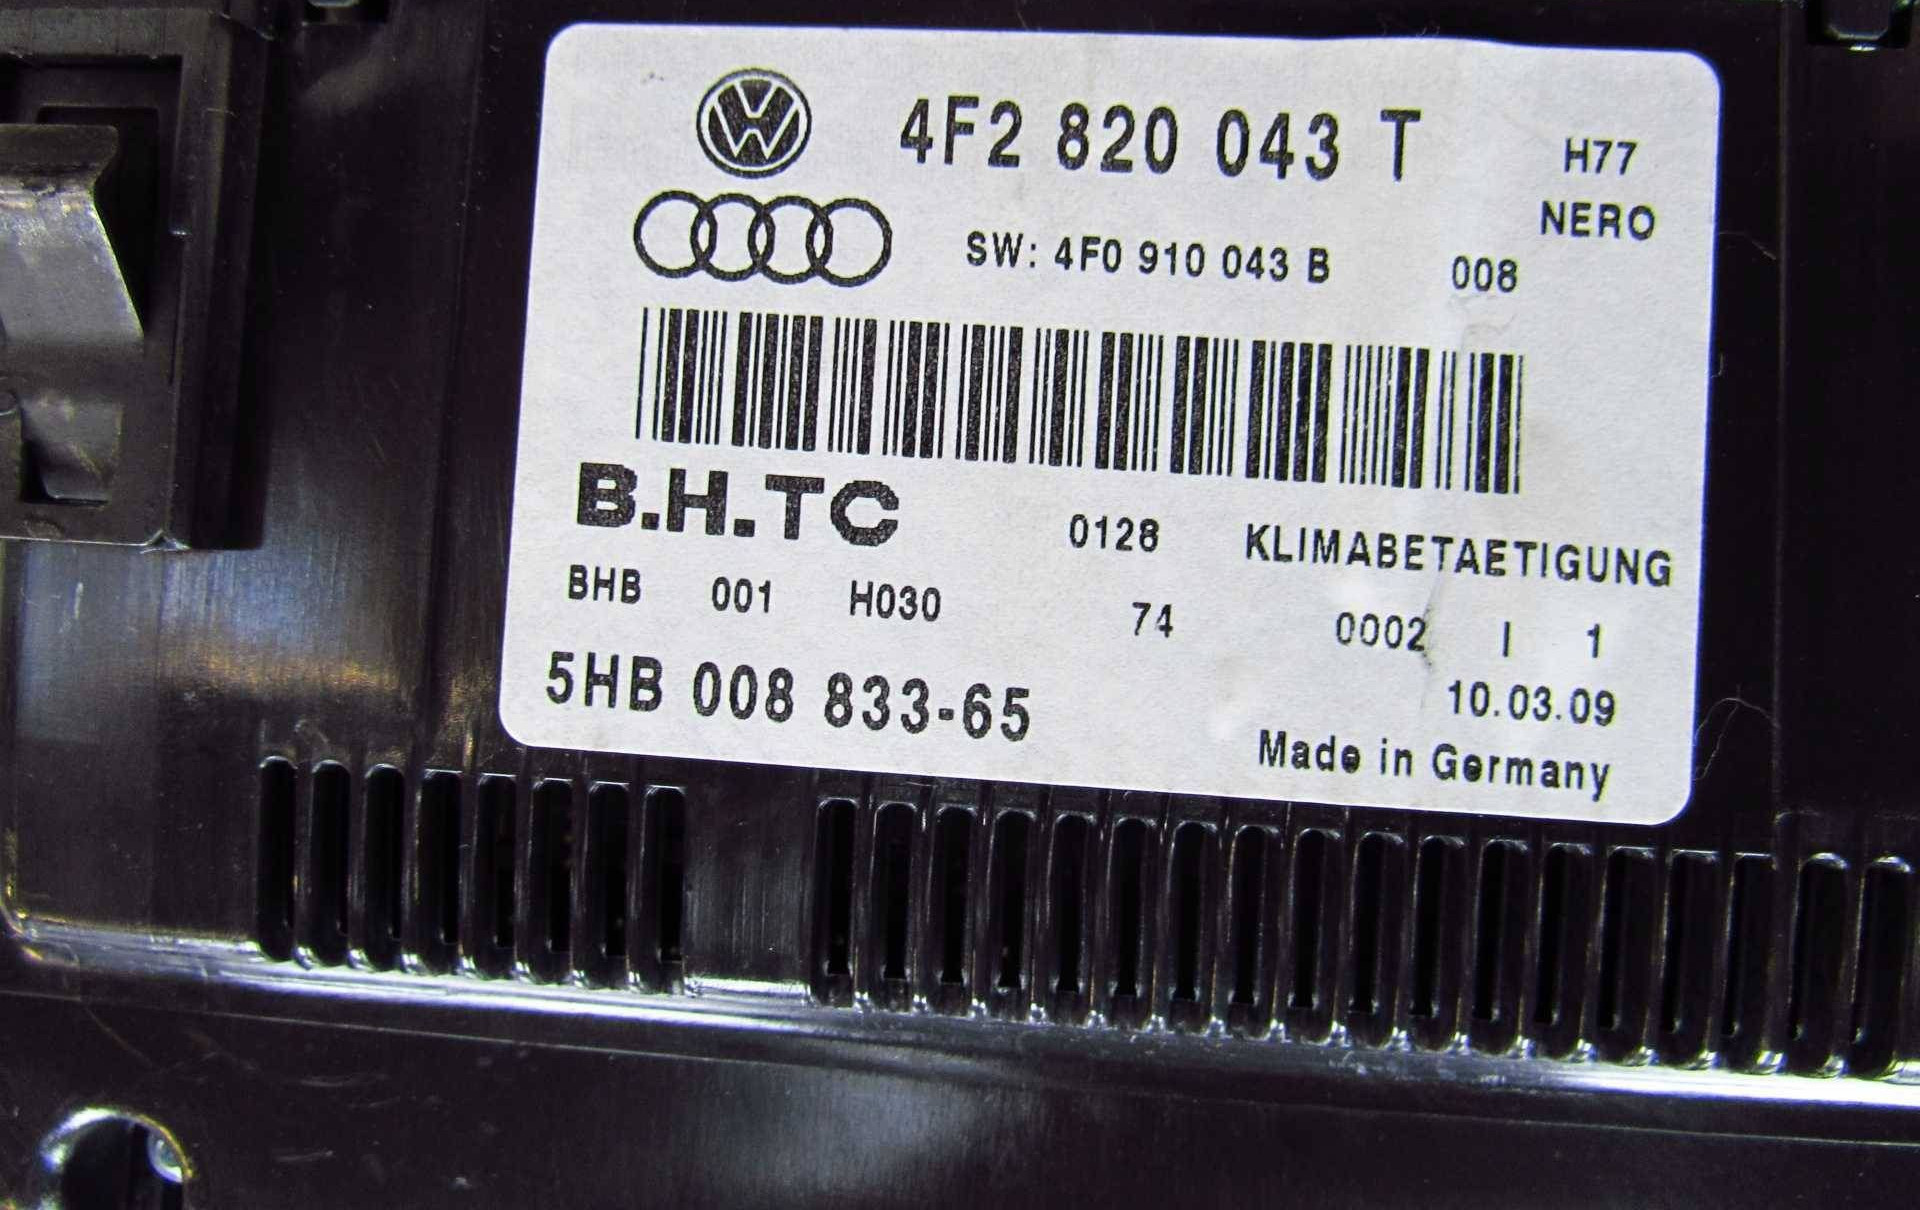 4F2 820 043 T H77
NERO
SW: 4F0 910 043 B 008
B.H.TC 0128 KLIMABETAETIGUNG
BHB 001 H030 74 0002 I 1
5HB 008 833-65 10.03.09
Made in Germany